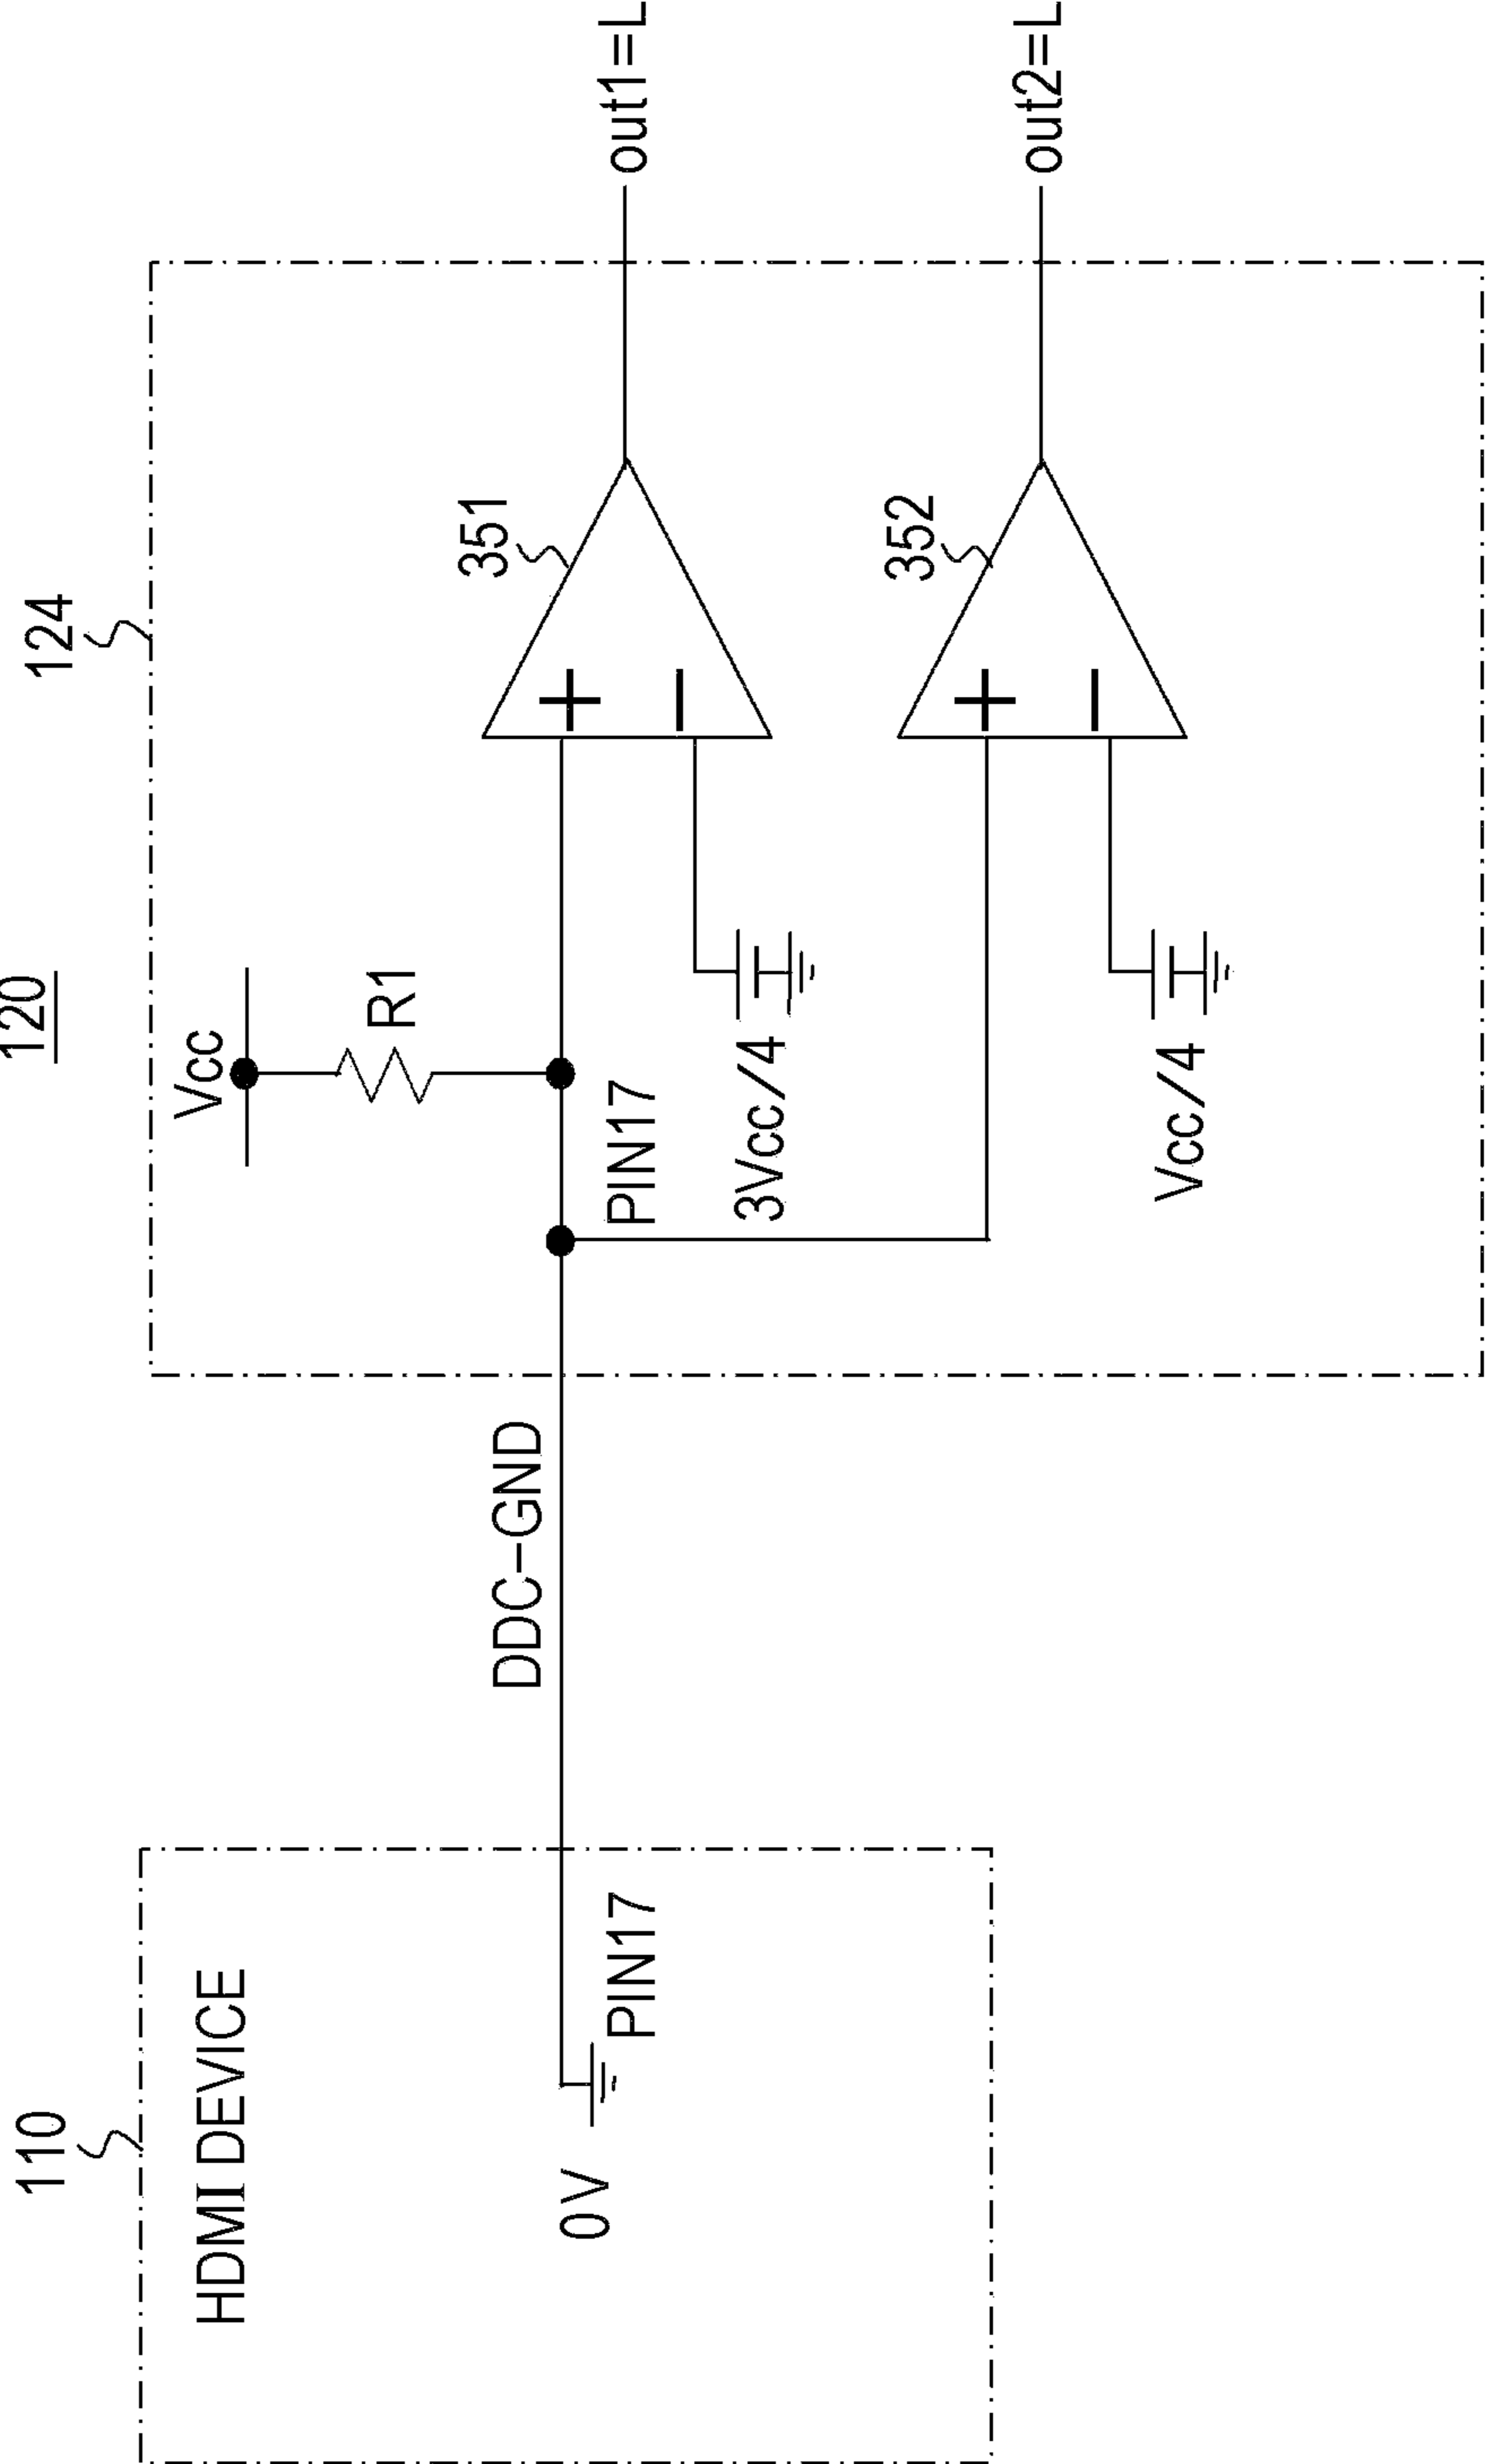 120
110
124
HDMI DEVICE
Vcc
R1
351
DDC-GND
0V
PIN17
PIN17
out1=L
3Vcc/4
352
out2=L
Vcc/4